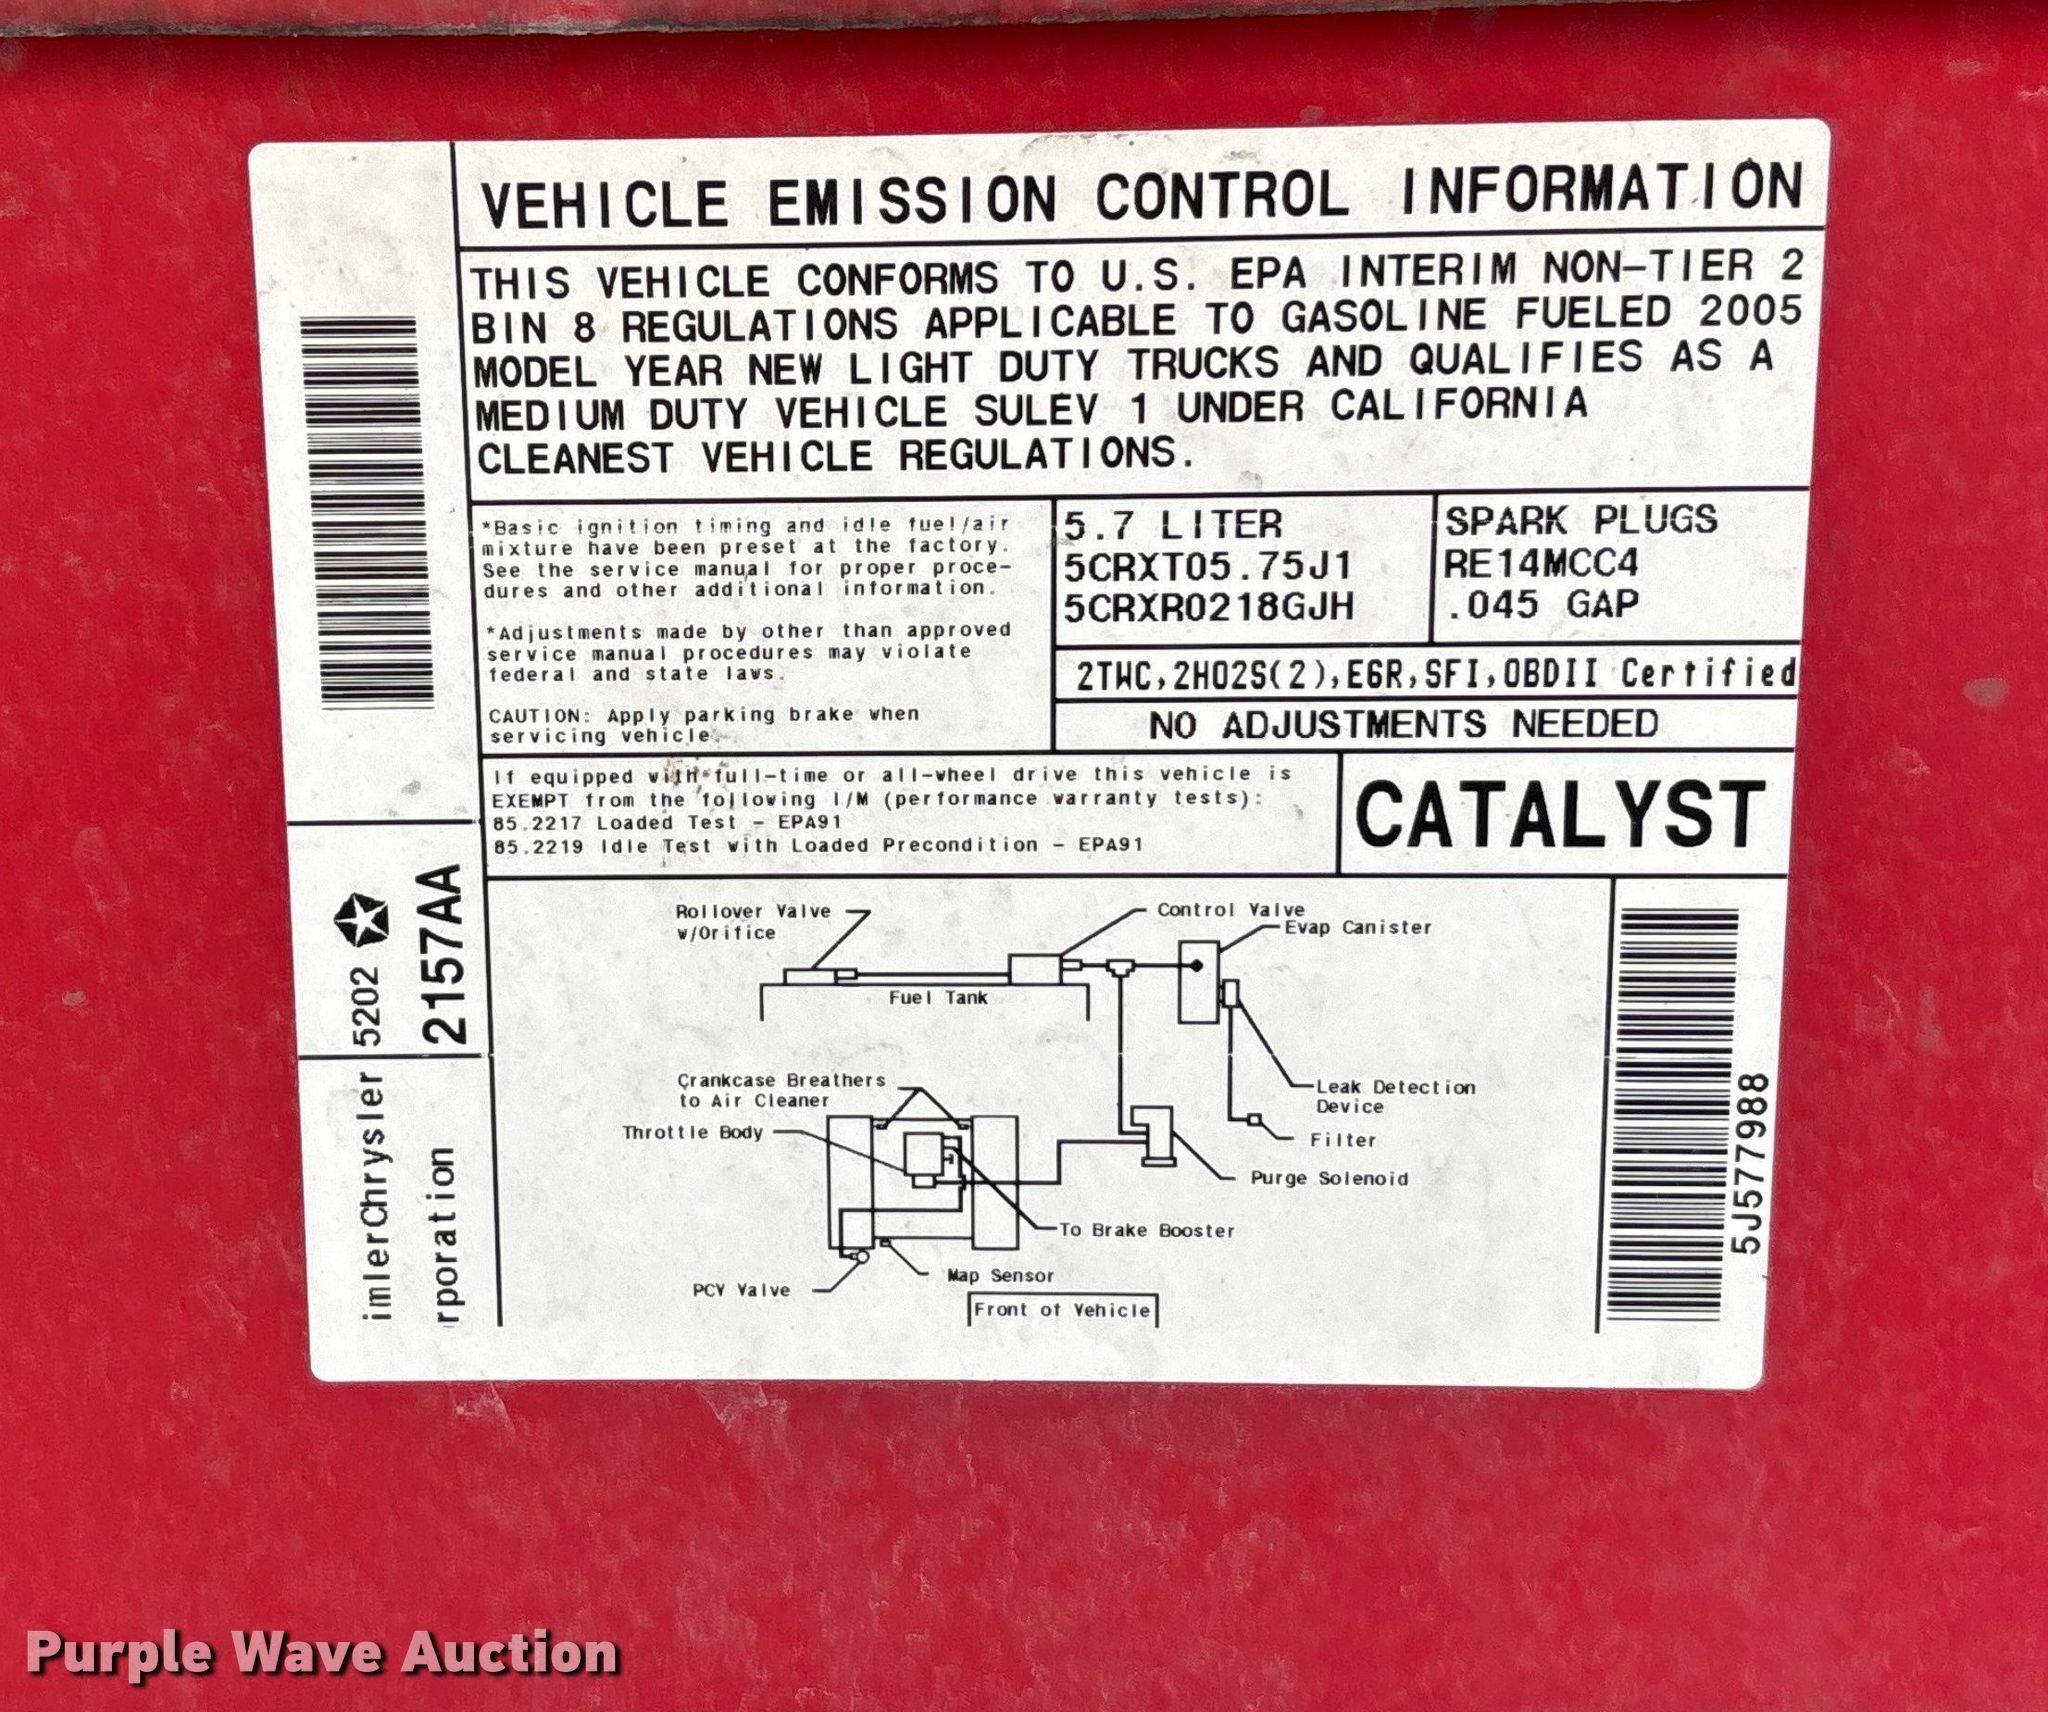 VEHICLE EMISSION CONTROL INFORMATION
THIS VEHICLE CONFORMS TO U.S. EPA INTERIM NON-TIER 2
BIN 8 REGULATIONS APPLICABLE TO GASOLINE FUELED 2005
MODEL YEAR NEW LIGHT DUTY TRUCKS AND QUALIFIES AS A
MEDIUM DUTY VEHICLE SULEV 1 UNDER CALIFORNIA
CLEANEST VEHICLE REGULATIONS.
*Basic ignition timing and idle fuel/air
mixture have been preset at the factory.
See the service manual for proper proce-
dures and other additional information.
*Adjustments made by other than approved
service manual procedures may violate
federal and state laws.
CAUTION: Apply parking brake when
servicing vehicle.
5.7 LITER
5CRXT05.75J1
5CRXR0218GJH
SPARK PLUGS
RE14MCC4
.045 GAP
2TWC,2HO2S(2),EGR,SFI,OBDII Certified
NO ADJUSTMENTS NEEDED
If equipped with full-time or all-wheel drive this vehicle is
EXEMPT from the following I/M (performance warranty tests):
85.2217 Loaded Test - EPA91
85.2219 Idle Test with Loaded Precondition - EPA91
CATALYST
Rollover Valve
w/Orifice
Control Valve
Evap Canister
Fuel Tank
Crankcase Breathers
to Air Cleaner
Throttle Body
Leak Detection
Device
Filter
Purge Solenoid
To Brake Booster
Map Sensor
PCV Valve
Front of Vehicle
5202
2157AA
imlerChrysler
rporation
5J577988
Purple Wave Auction